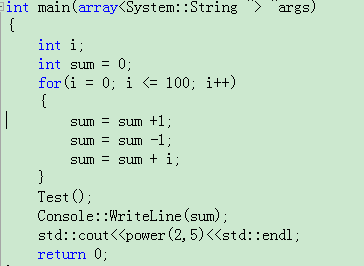 int main(array<System::String ^> ^args)
{
int i;
int sum = 0;
for(i = 0; i <= 100; i++)
{
sum = sum +1;
sum = sum -1;
sum = sum + i;
}
Test();
Console::WriteLine(sum);
std::cout<<power(2,5)<<std::endl;
return 0;